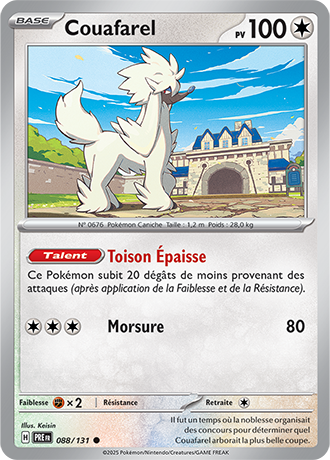 BASE Couafarel PV 100
N° 0676 Pokémon Caniche Taille : 1,2 m Poids : 28,0 kg
Talent Toison Épaisse
Ce Pokémon subit 20 dégâts de moins provenant des
attaques (après application de la Faiblesse et de la Résistance).
Morsure 80
Faiblesse ×2 Résistance Retraite
Illus. Keisin
H PRE FR 088/131
Il fut un temps où la noblesse organisait
des concours pour déterminer quel
Couafarel arborait la plus belle coupe.
©2025 Pokémon/Nintendo/Creatures/GAME FREAK